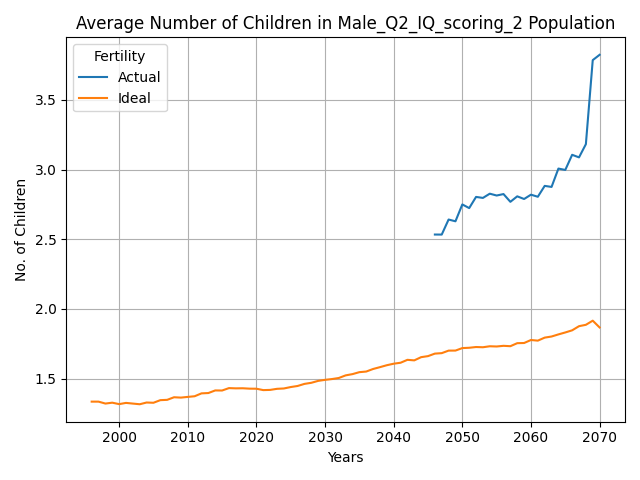 Average Number of Children in Male_Q2_IQ_scoring_2 Population
Fertility
Actual
Ideal
No. of Children
3.5
3.0
2.5
2.0
1.5
2000 2010 2020 2030 2040 2050 2060 2070
Years